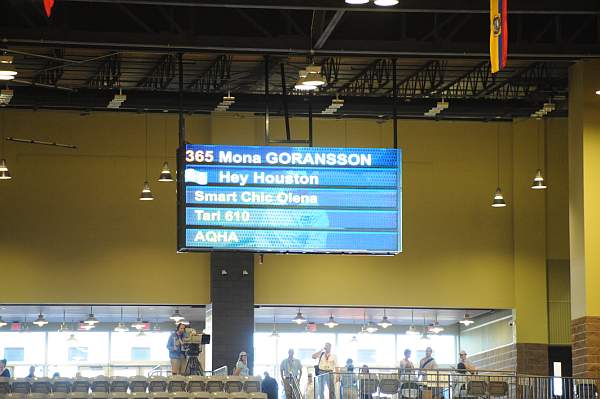 365 Mona GORANSSON
Hey Houston
Smart Chic Olena
Tari 610
AQHA